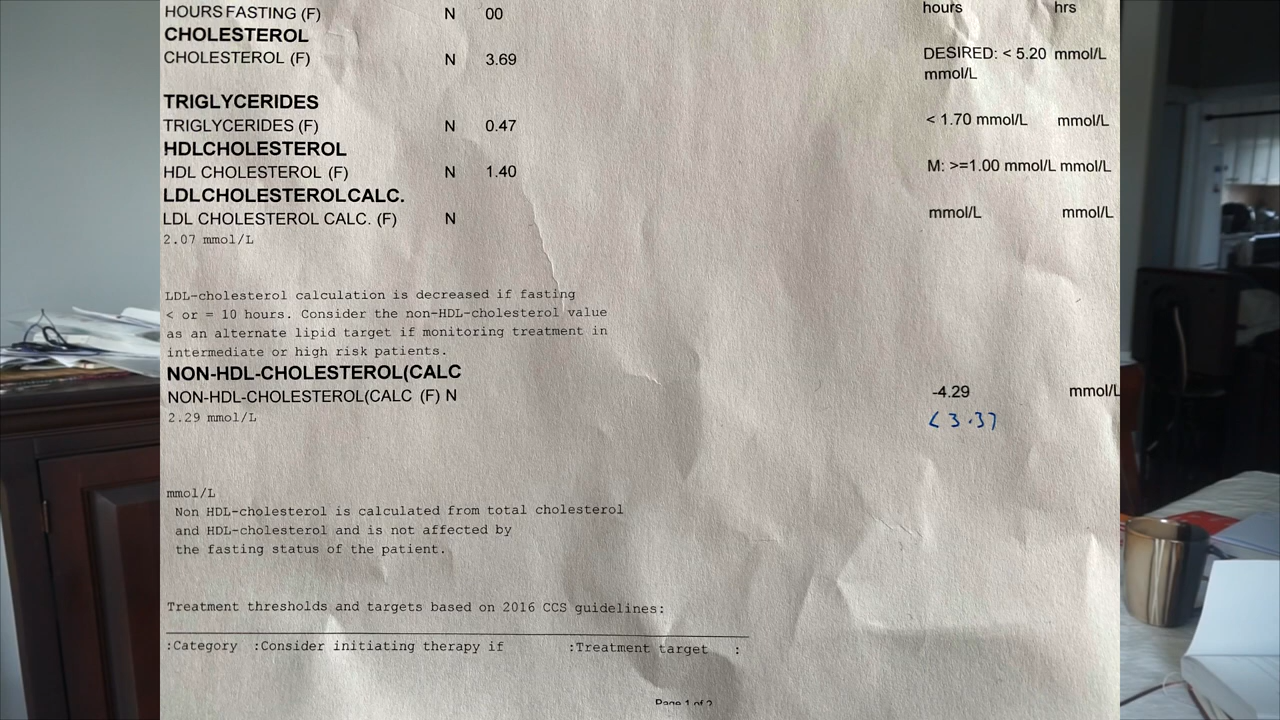 HOURS FASTING (F) N 00 hours hrs
CHOLESTEROL
CHOLESTEROL (F) N 3.69 DESIRED: < 5.20 mmol/L
mmol/L
TRIGLYCERIDES
TRIGLYCERIDES (F) N 0.47 < 1.70 mmol/L mmol/L
HDLCHOLESTEROL
HDL CHOLESTEROL (F) N 1.40 M: >=1.00 mmol/L mmol/L
LDLCHOLESTEROLCALC.
LDL CHOLESTEROL CALC. (F) N mmol/L mmol/L
2.07 mmol/L
LDL-cholesterol calculation is decreased if fasting
< or = 10 hours. Consider the non-HDL-cholesterol value
as an alternate lipid target if monitoring treatment in
intermediate or high risk patients.
NON-HDL-CHOLESTEROL(CALC
NON-HDL-CHOLESTEROL(CALC (F) N -4.29 mmol/L
2.29 mmol/L < 3.37
mmol/L
Non HDL-cholesterol is calculated from total cholesterol
and HDL-cholesterol and is not affected by
the fasting status of the patient.
Treatment thresholds and targets based on 2016 CCS guidelines:
:Category :Consider initiating therapy if :Treatment target :
Page 1 of 2